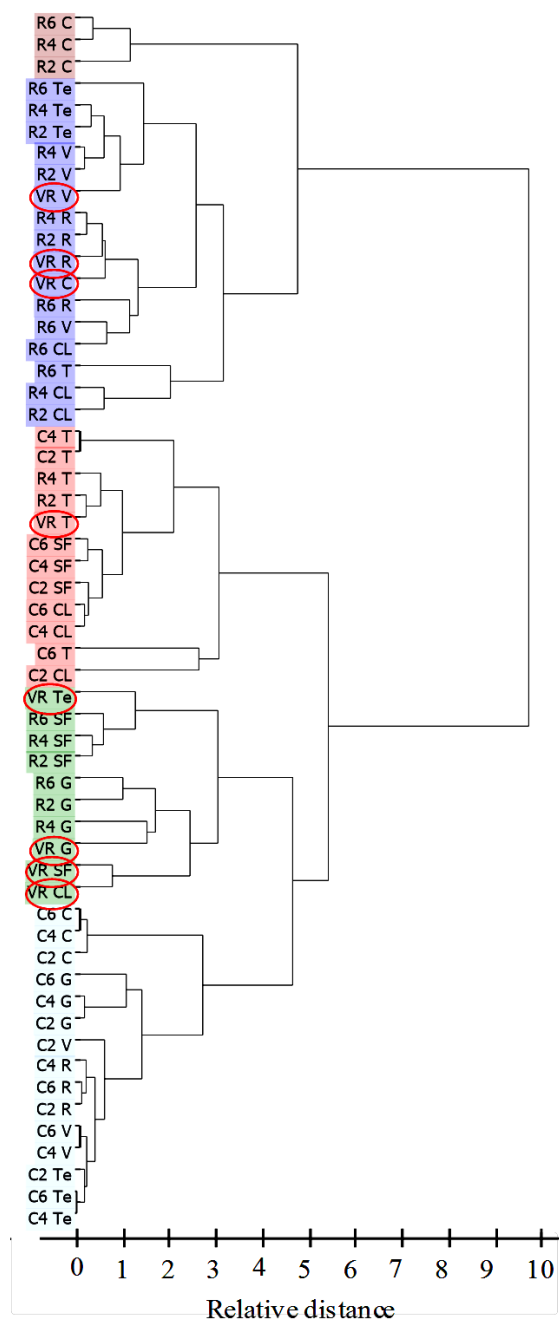 R6 C
R4 C
R2 C
R6 Te
R4 Te
R2 Te
R4 V
R2 V
VR V
R4 R
R2 R
VR R
VR C
R6 R
R6 V
R6 CL
R6 T
R4 CL
R2 CL
C4 T
C2 T
R4 T
R2 T
VR T
C6 SF
C4 SF
C2 SF
C6 CL
C4 CL
C6 T
C2 CL
VR Te
R6 SF
R4 SF
R2 SF
R6 G
R2 G
R4 G
VR G
VR SF
VR CL
C6 C
C4 C
C2 C
C6 G
C4 G
C2 G
C2 V
C4 R
C6 R
C2 R
C6 V
C4 V
C2 Te
C6 Te
C4 Te
0 1 2 3 4 5 6 7 8 9 10
Relative distance